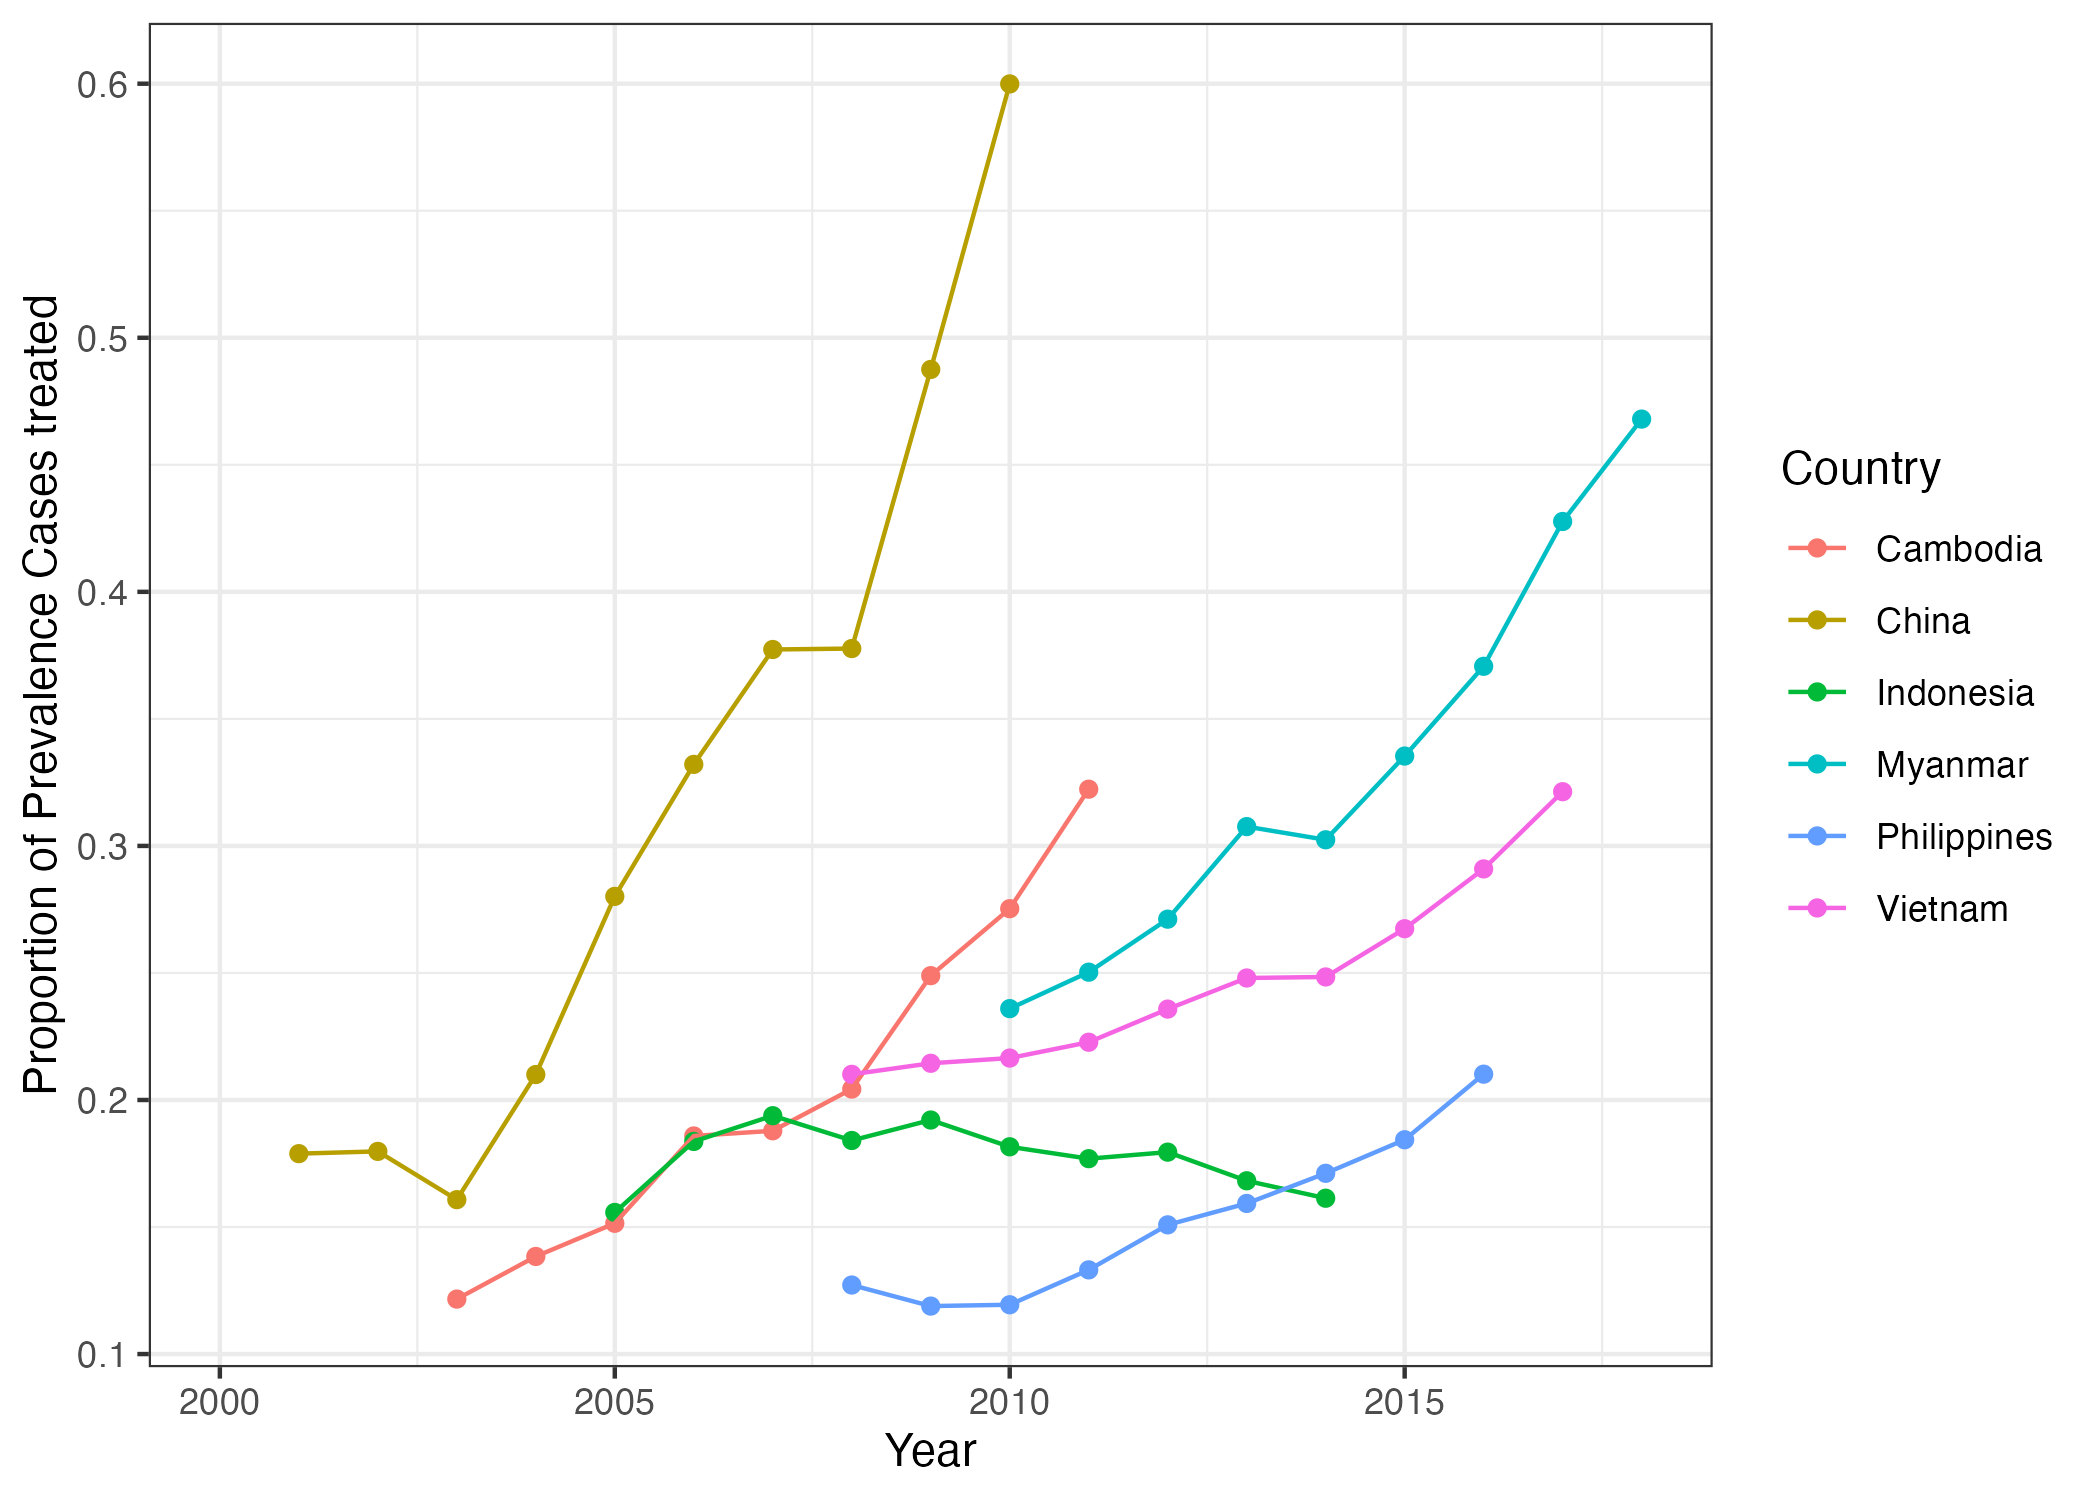 Proportion of Prevalence Cases treated
0.6
0.5
0.4
0.3
0.2
0.1
2000 2005 2010 2015
Year
Country
Cambodia
China
Indonesia
Myanmar
Philippines
Vietnam